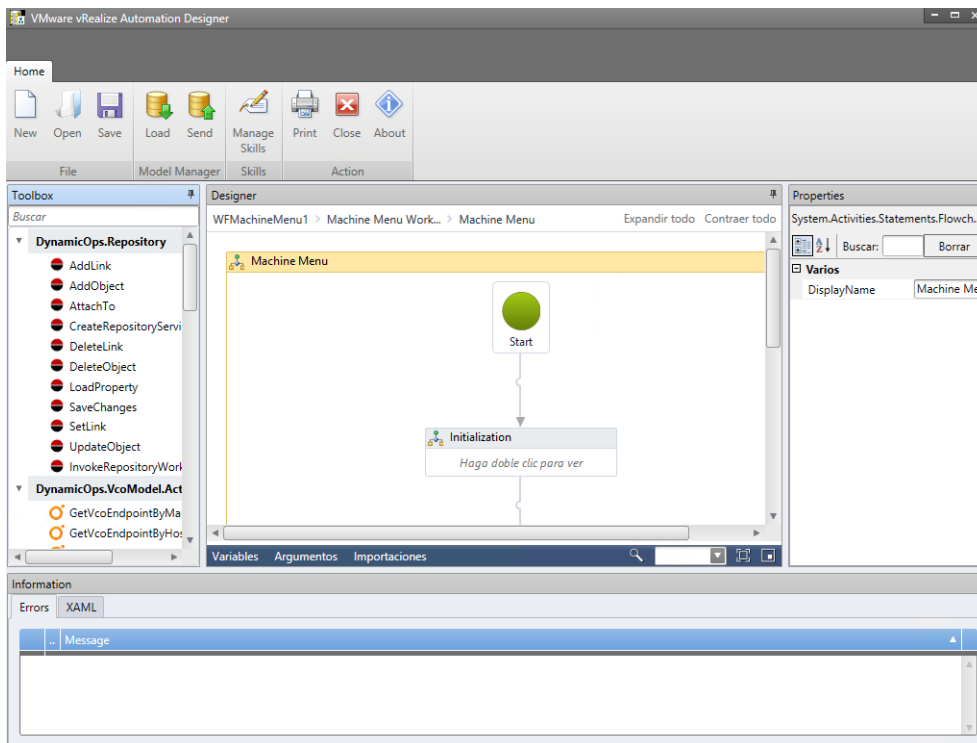 VMware vRealize Automation Designer
Home
New Open Save Load Send Manage Skills Print Close About
File Model Manager Skills Action
Toolbox
Buscar
DynamicOps.Repository
AddLink
AddObject
AttachTo
CreateRepositoryServi
DeleteLink
DeleteObject
LoadProperty
SaveChanges
SetLink
UpdateObject
InvokeRepositoryWork
DynamicOps.VcoModel.Act
GetVcoEndpointByMa
GetVcoEndpointByHos
Designer
WFMachineMenu1 > Machine Menu Work... > Machine Menu Expandir todo Contraer todo
Machine Menu
Start
Initialization
Haga doble clic para ver
Variables Argumentos Importaciones
Properties
System.Activities.Statements.Flowch..
Buscar: Borrar
Varios
DisplayName Machine Me
Information
Errors XAML
.. Message